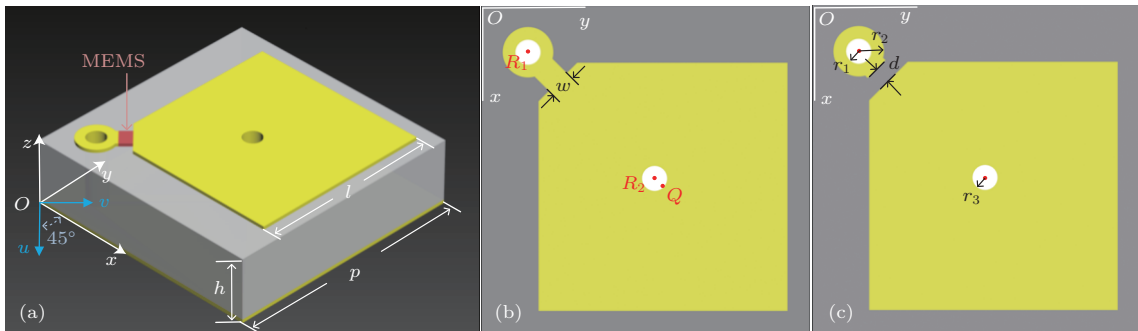 MEMS
z
y
O
v
45°
u
x
l
p
h
(a)
O
y
R₁
x
w
R₂
Q
(b)
O
y
r₂
r₁
d
x
r₃
(c)